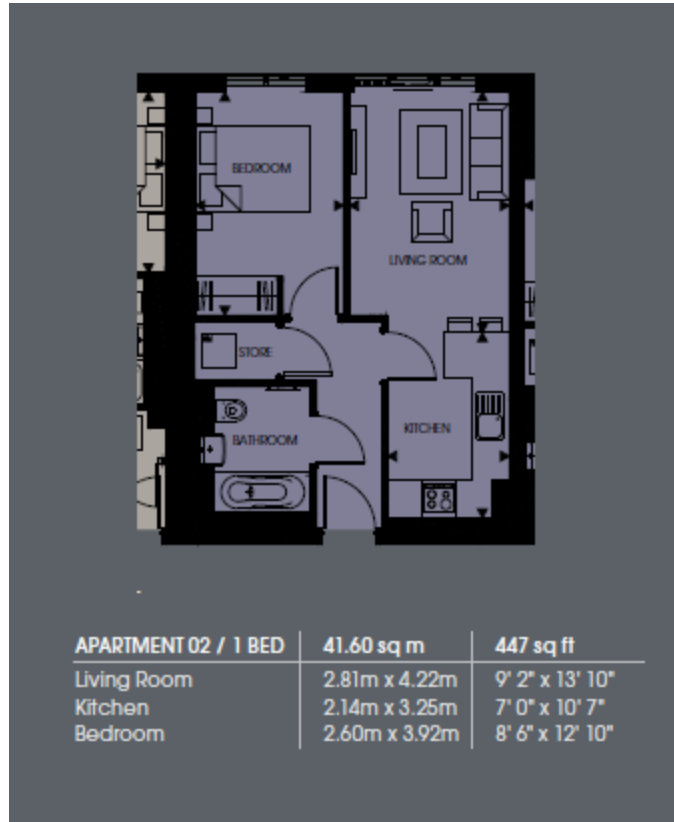 BEDROOM
LIVING ROOM
STORE
BATHROOM
KITCHEN
APARTMENT 02 / 1 BED 41.60 sq m 447 sq ft
Living Room 2.81m x 4.22m 9' 2" x 13' 10"
Kitchen 2.14m x 3.25m 7' 0" x 10' 7"
Bedroom 2.60m x 3.92m 8' 6" x 12' 10"